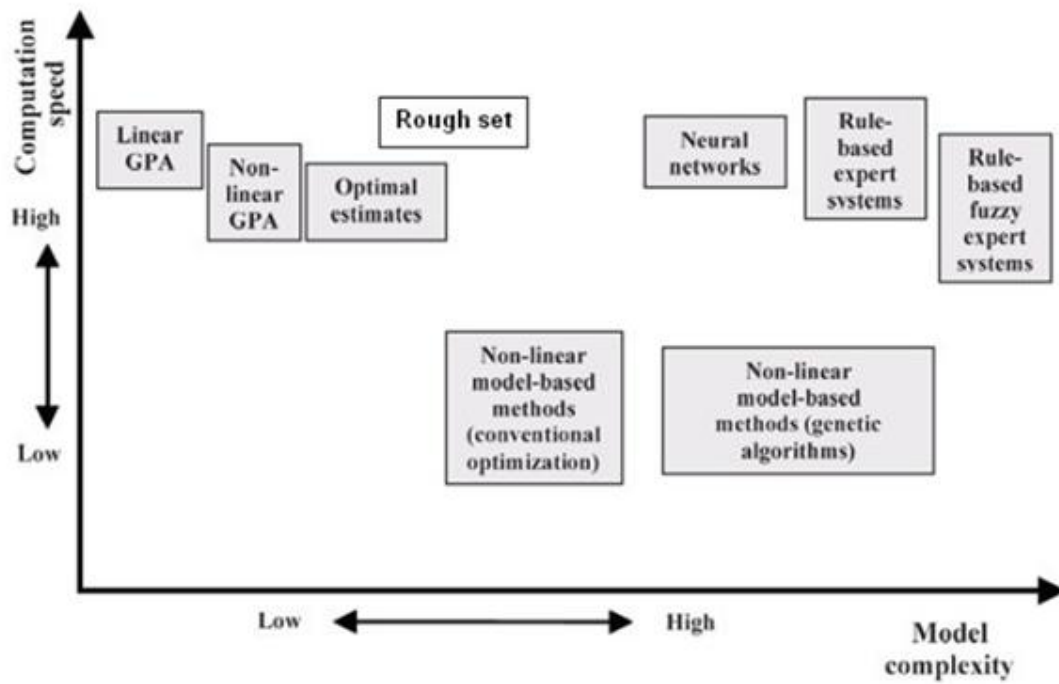 Computation
speed
High
Low
Linear
GPA
Non-
linear
GPA
Optimal
estimates
Rough set
Neural
networks
Rule-
based
expert
systems
Rule-
based
fuzzy
expert
systems
Non-linear
model-based
methods
(conventional
optimization)
Non-linear
model-based
methods (genetic
algorithms)
Low
High
Model
complexity